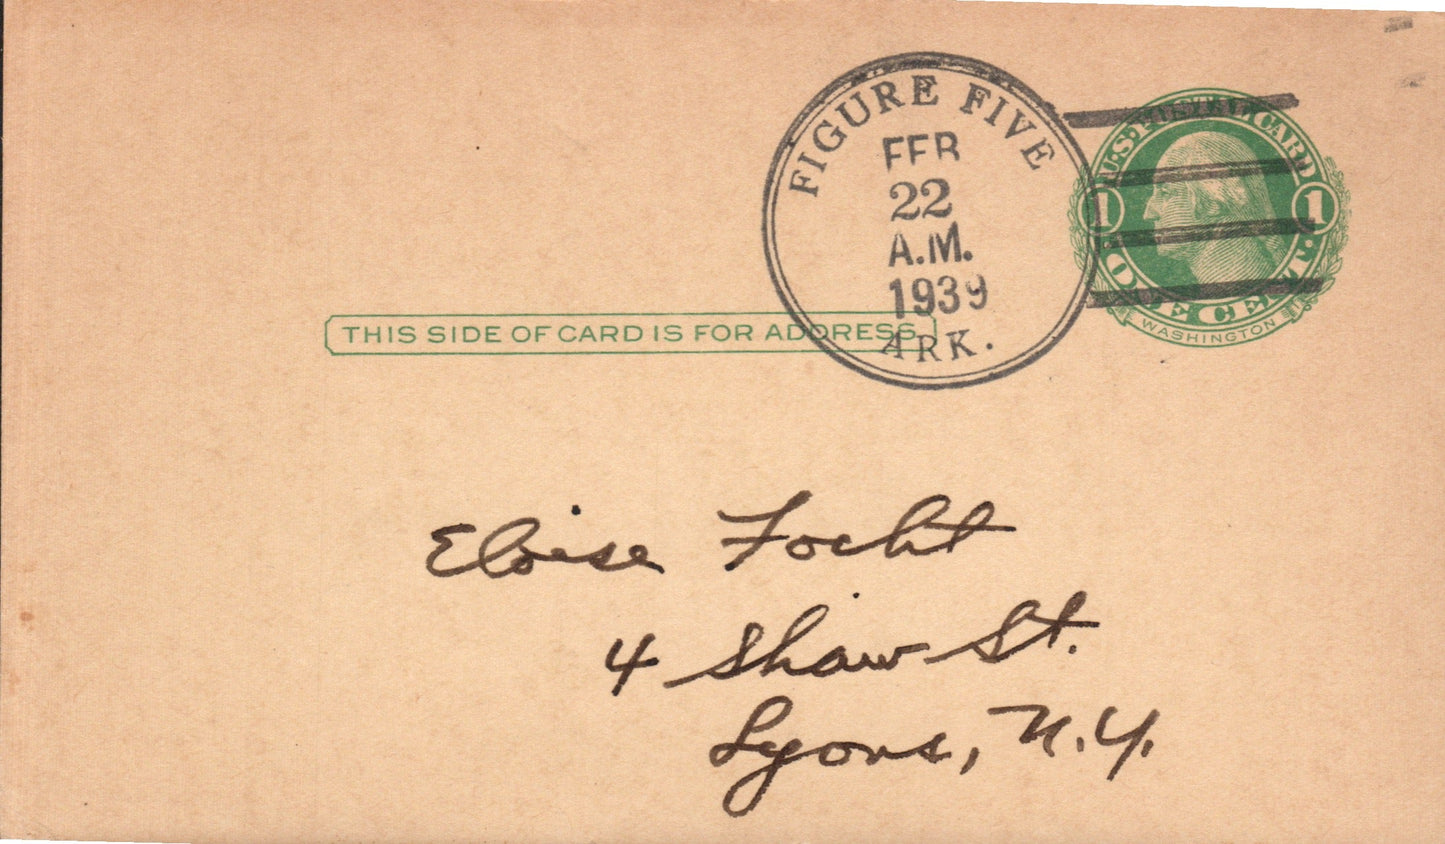 FIGURE FIVE
FEB
22
A.M.
1939
ARK.
U·S·POSTAL CARD
1 1
·ONE CENT·
WASHINGTON
THIS SIDE OF CARD IS FOR ADDRESS
Eloise Focht
4 Shaw St.
Lyons, N.Y.